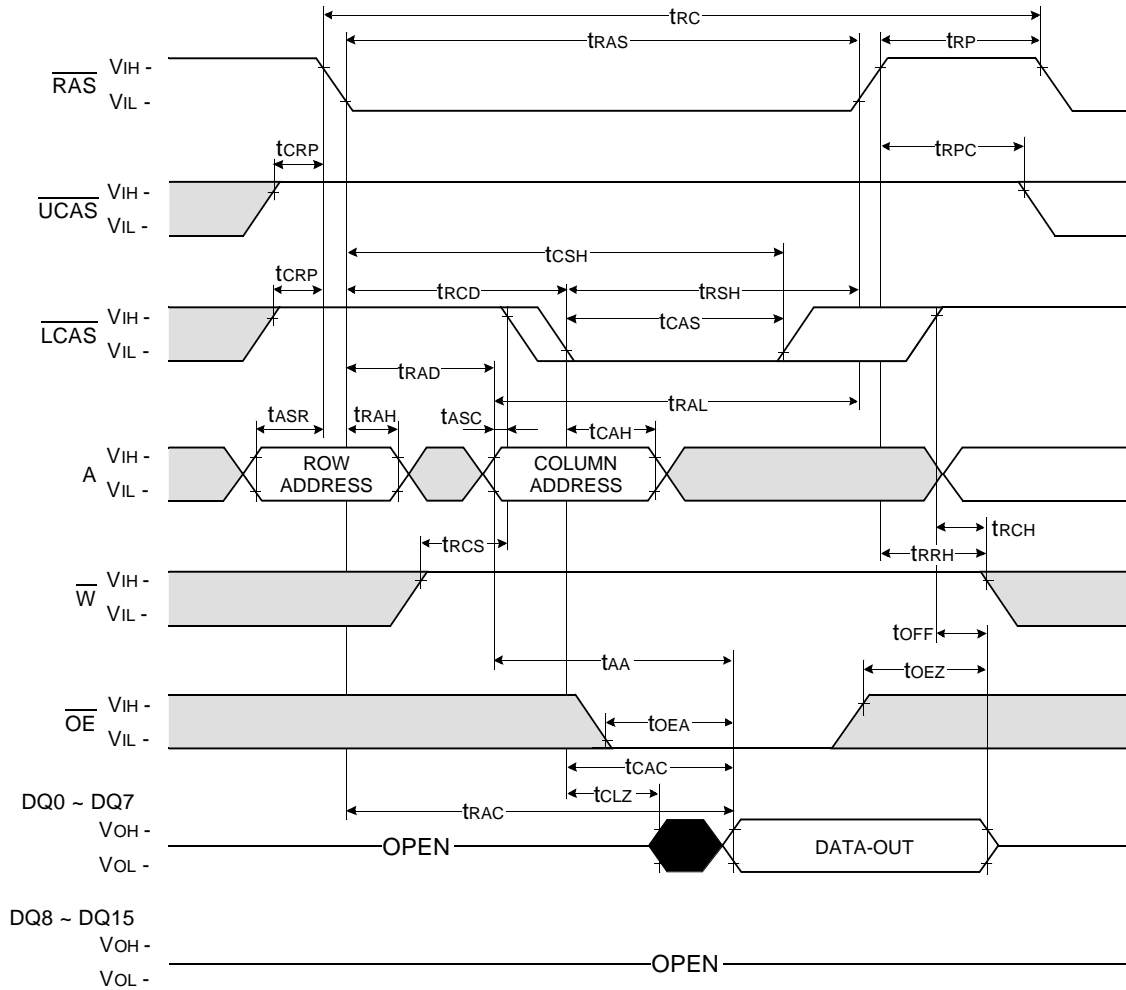 tRC
tRAS
tRP
RAS
VIH -
VIL -
tCRP
tRPC
UCAS
VIH -
VIL -
tCSH
tCRP
tRCD
tRSH
LCAS
VIH -
VIL -
tCAS
tRAD
tRAL
tASR
tRAH
tASC
tCAH
A
VIH -
VIL -
ROW
ADDRESS
COLUMN
ADDRESS
tRCH
tRCS
tRRH
W
VIH -
VIL -
tOFF
tAA
tOEZ
OE
VIH -
VIL -
tOEA
tCAC
tCLZ
tRAC
DQ0 ~ DQ7
VOH -
VOL -
OPEN
DATA-OUT
DQ8 ~ DQ15
VOH -
VOL -
OPEN